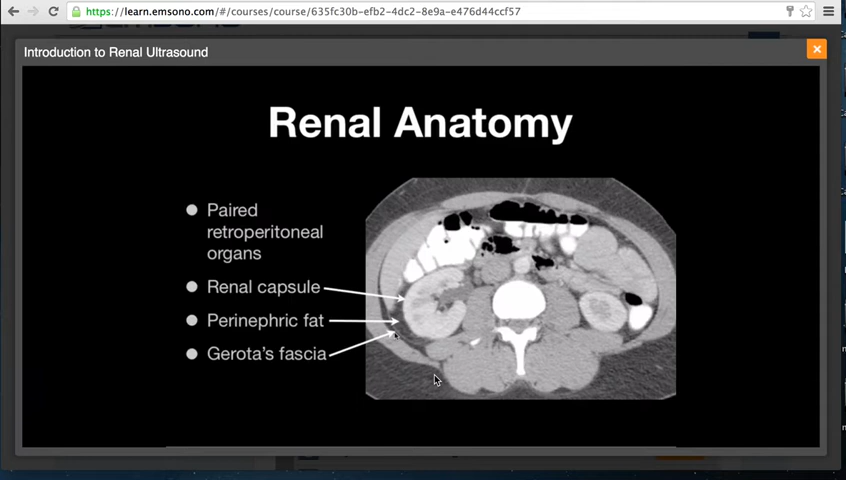 https://learn.emsono.com/#/courses/course/635fc30b-efb2-4dc2-8e9a-e476d44ccf57
Introduction to Renal Ultrasound
Renal Anatomy
Paired
retroperitoneal
organs
Renal capsule
Perinephric fat
Gerota's fascia